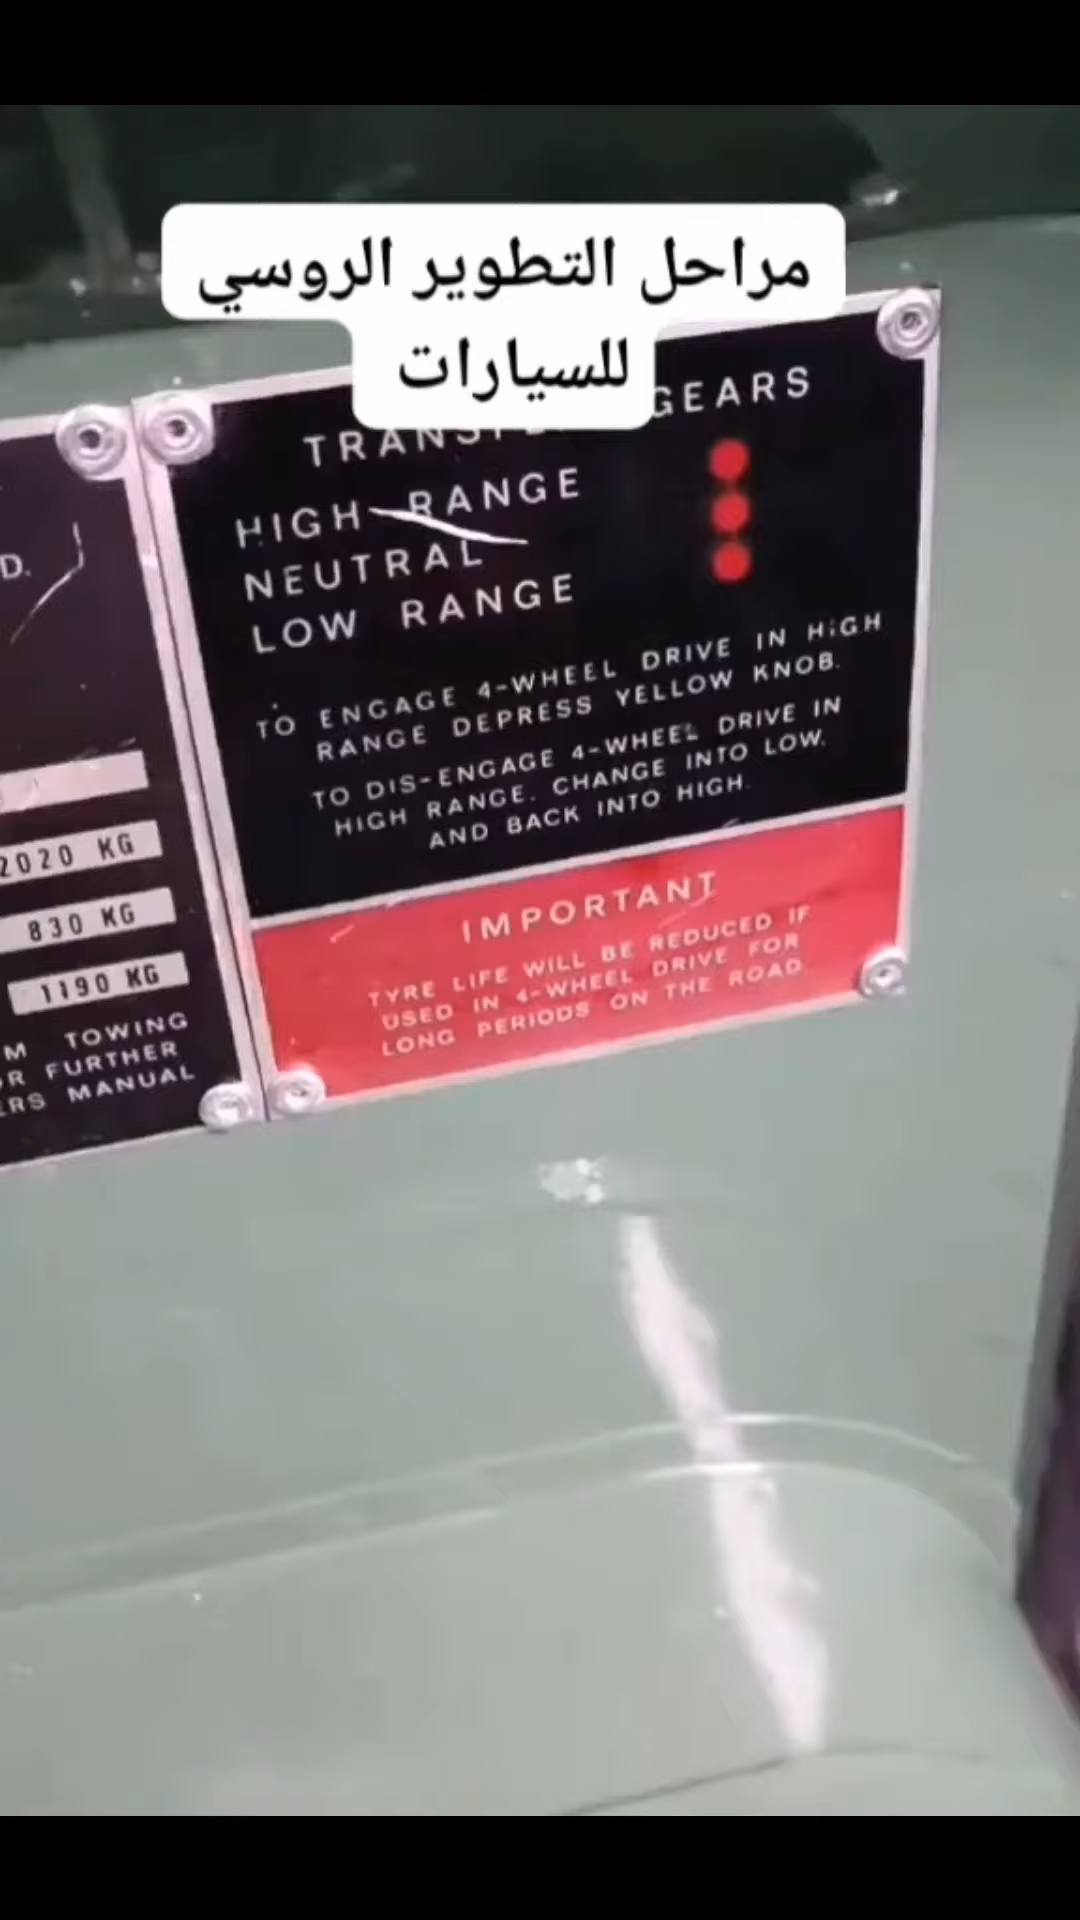 مراحل التطوير الروسي
للسيارات
GEARS
HIGH RANGE
NEUTRAL
LOW RANGE
TO ENGAGE 4-WHEEL DRIVE IN HIGH
RANGE DEPRESS YELLOW KNOB.
TO DIS-ENGAGE 4-WHEEL DRIVE IN
HIGH RANGE. CHANGE INTO LOW.
AND BACK INTO HIGH.
IMPORTANT
TYRE LIFE WILL BE REDUCED IF
USED IN 4-WHEEL DRIVE FOR
LONG PERIODS ON THE ROAD
D.
2020 KG
830 KG
1190 KG
TOWING
FURTHER
MANUAL